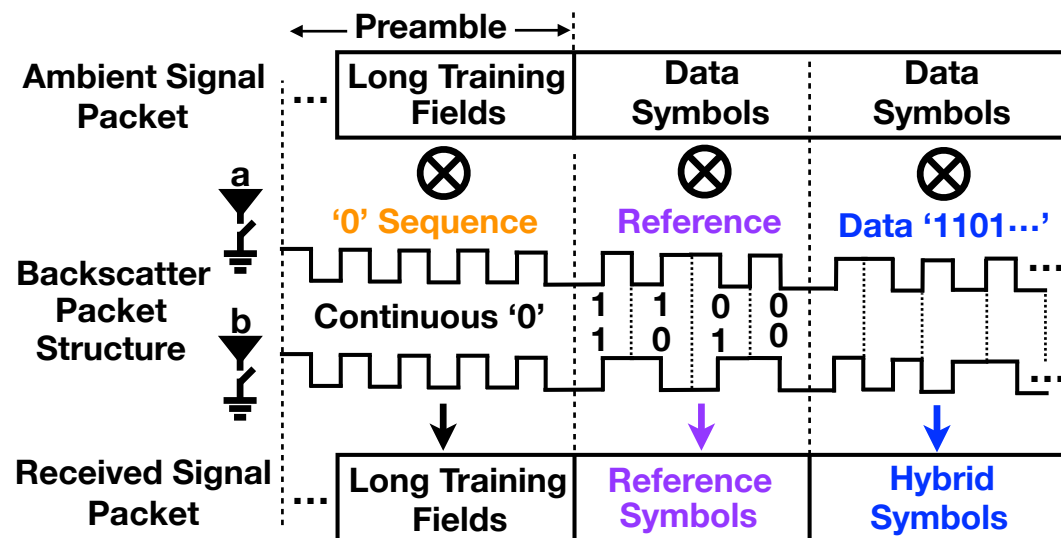 Preamble
Ambient Signal
Packet
...
Long Training
Fields
Data
Symbols
Data
Symbols
a
‘0’ Sequence
Reference
Data ‘1101···’
...
Backscatter
Packet
Structure
b
Continuous ‘0’
1 1 0 0
1 0 1 0
...
Received Signal
Packet
...
Long Training
Fields
Reference
Symbols
Hybrid
Symbols